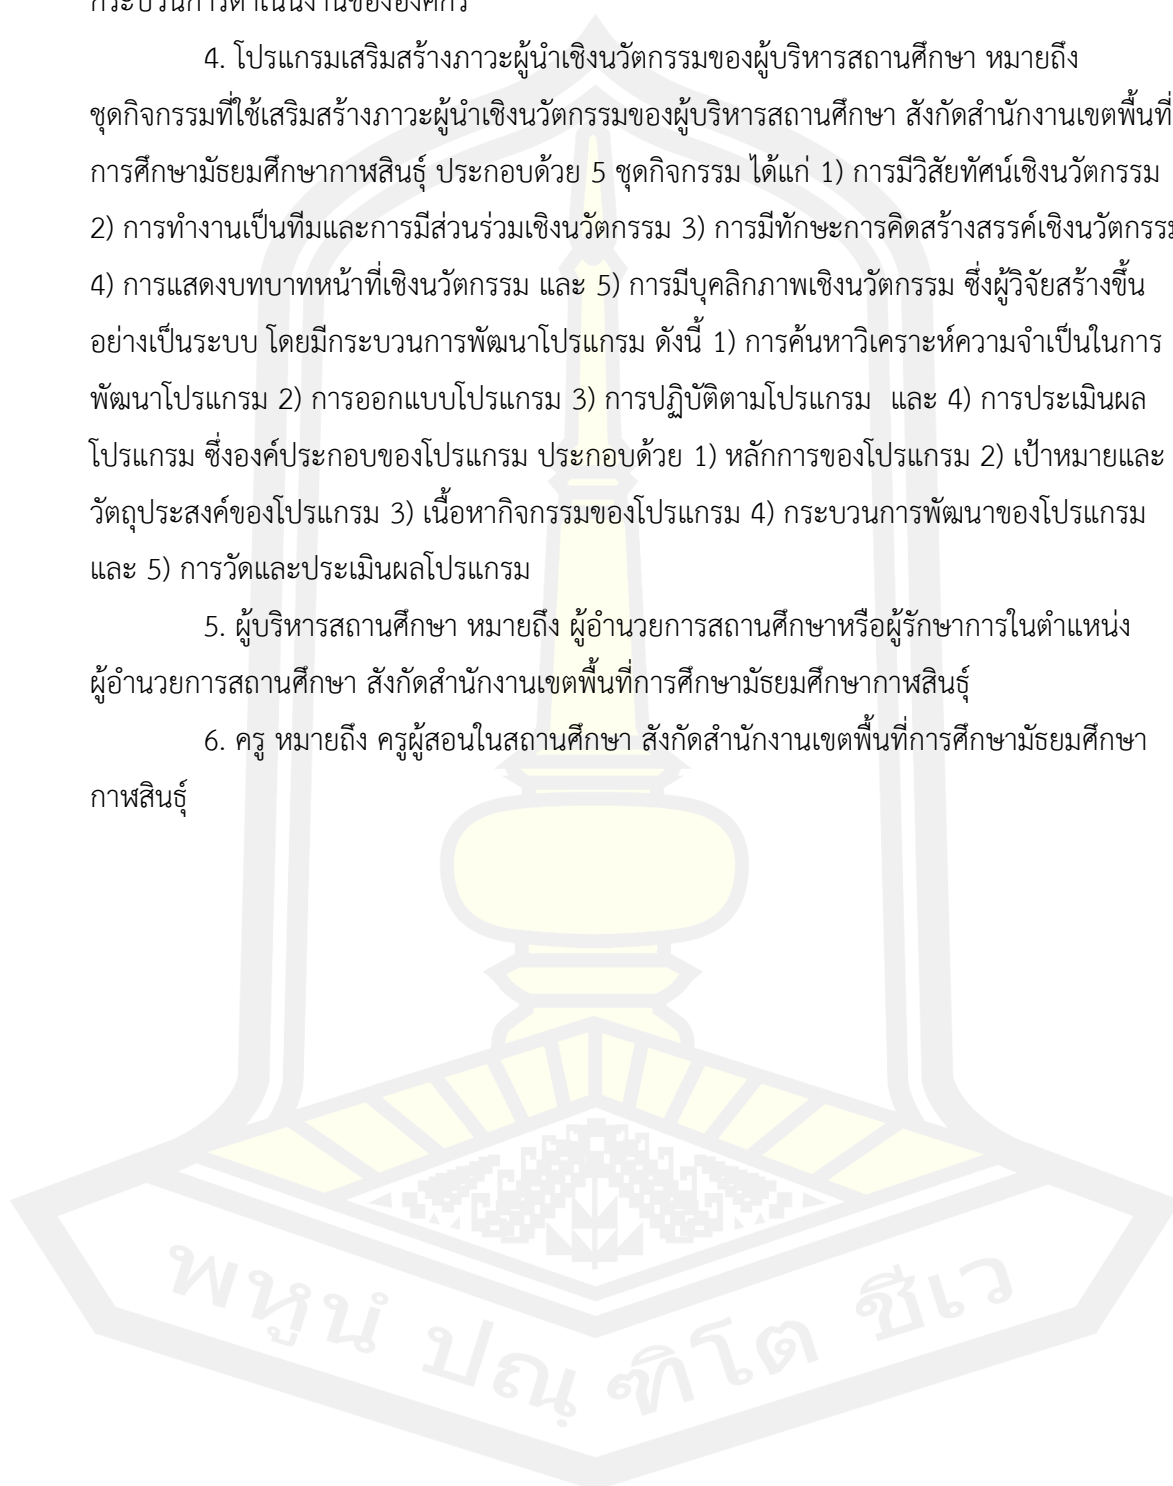 กระบวนการดำเนินงานขององค์กร
4. โปรแกรมเสริมสร้างภาวะผู้นำเชิงนวัตกรรมของผู้บริหารสถานศึกษา หมายถึง
ชุดกิจกรรมที่ใช้เสริมสร้างภาวะผู้นำเชิงนวัตกรรมของผู้บริหารสถานศึกษา สังกัดสำนักงานเขตพื้นที่
การศึกษามัธยมศึกษากาฬสินธุ์ ประกอบด้วย 5 ชุดกิจกรรม ได้แก่ 1) การมีวิสัยทัศน์เชิงนวัตกรรม
2) การทำงานเป็นทีมและการมีส่วนร่วมเชิงนวัตกรรม 3) การมีทักษะการคิดสร้างสรรค์เชิงนวัตกรรม
4) การแสดงบทบาทหน้าที่เชิงนวัตกรรม และ 5) การมีบุคลิกภาพเชิงนวัตกรรม ซึ่งผู้วิจัยสร้างขึ้น
อย่างเป็นระบบ โดยมีกระบวนการพัฒนาโปรแกรม ดังนี้ 1) การค้นหาวิเคราะห์ความจำเป็นในการ
พัฒนาโปรแกรม 2) การออกแบบโปรแกรม 3) การปฏิบัติตามโปรแกรม และ 4) การประเมินผล
โปรแกรม ซึ่งองค์ประกอบของโปรแกรม ประกอบด้วย 1) หลักการของโปรแกรม 2) เป้าหมายและ
วัตถุประสงค์ของโปรแกรม 3) เนื้อหากิจกรรมของโปรแกรม 4) กระบวนการพัฒนาของโปรแกรม
และ 5) การวัดและประเมินผลโปรแกรม
5. ผู้บริหารสถานศึกษา หมายถึง ผู้อำนวยการสถานศึกษาหรือผู้รักษาการในตำแหน่ง
ผู้อำนวยการสถานศึกษา สังกัดสำนักงานเขตพื้นที่การศึกษามัธยมศึกษากาฬสินธุ์
6. ครู หมายถึง ครูผู้สอนในสถานศึกษา สังกัดสำนักงานเขตพื้นที่การศึกษามัธยมศึกษา
กาฬสินธุ์
พหูนํ ปณฺฑิโต ชีเว